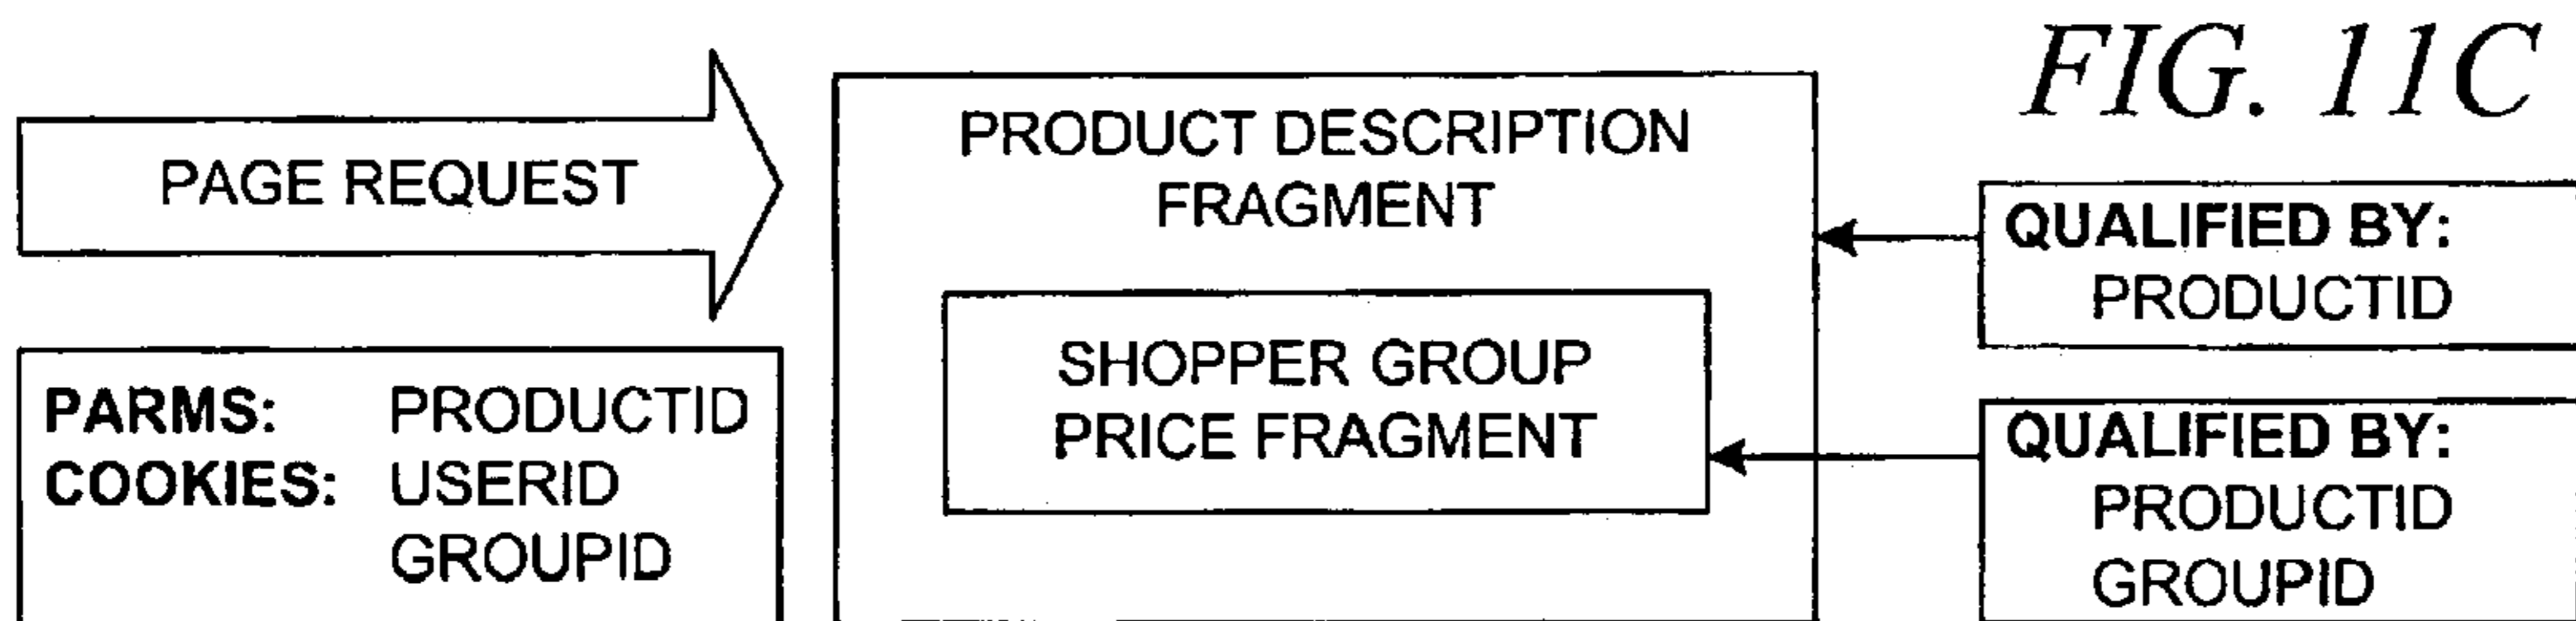 FIG. 11C
PAGE REQUEST
PARMS: PRODUCTID
COOKIES: USERID
GROUPID
PRODUCT DESCRIPTION
FRAGMENT
SHOPPER GROUP
PRICE FRAGMENT
QUALIFIED BY:
PRODUCTID
QUALIFIED BY:
PRODUCTID
GROUPID